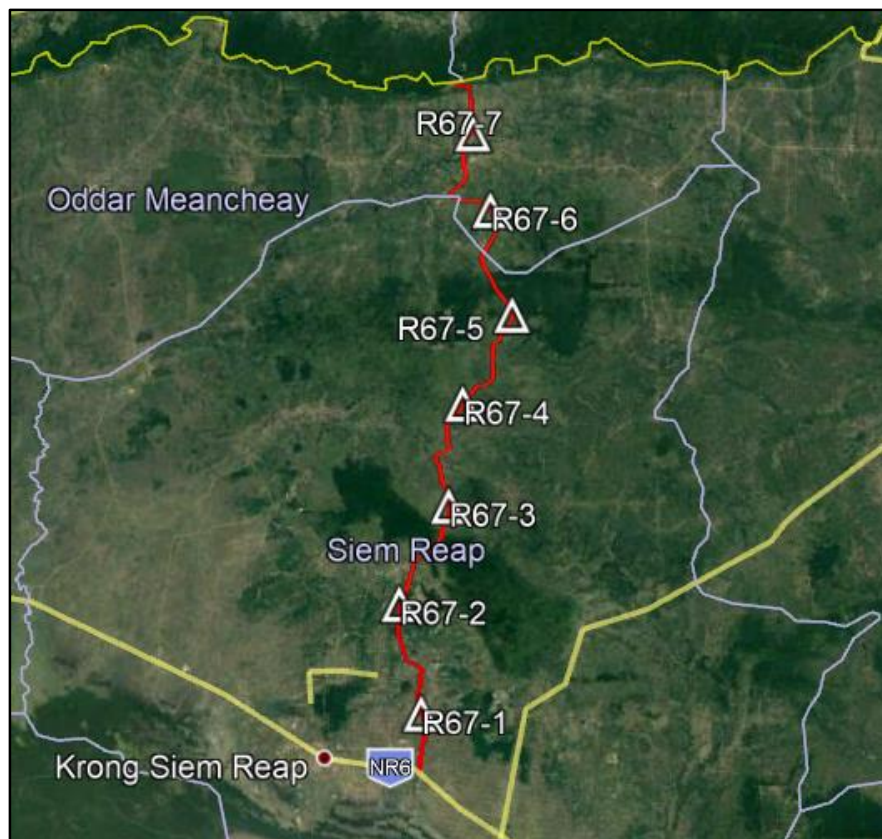 R67-7
Oddar Meancheay
R67-6
R67-5
R67-4
R67-3
Siem Reap
R67-2
R67-1
Krong Siem Reap
NR6